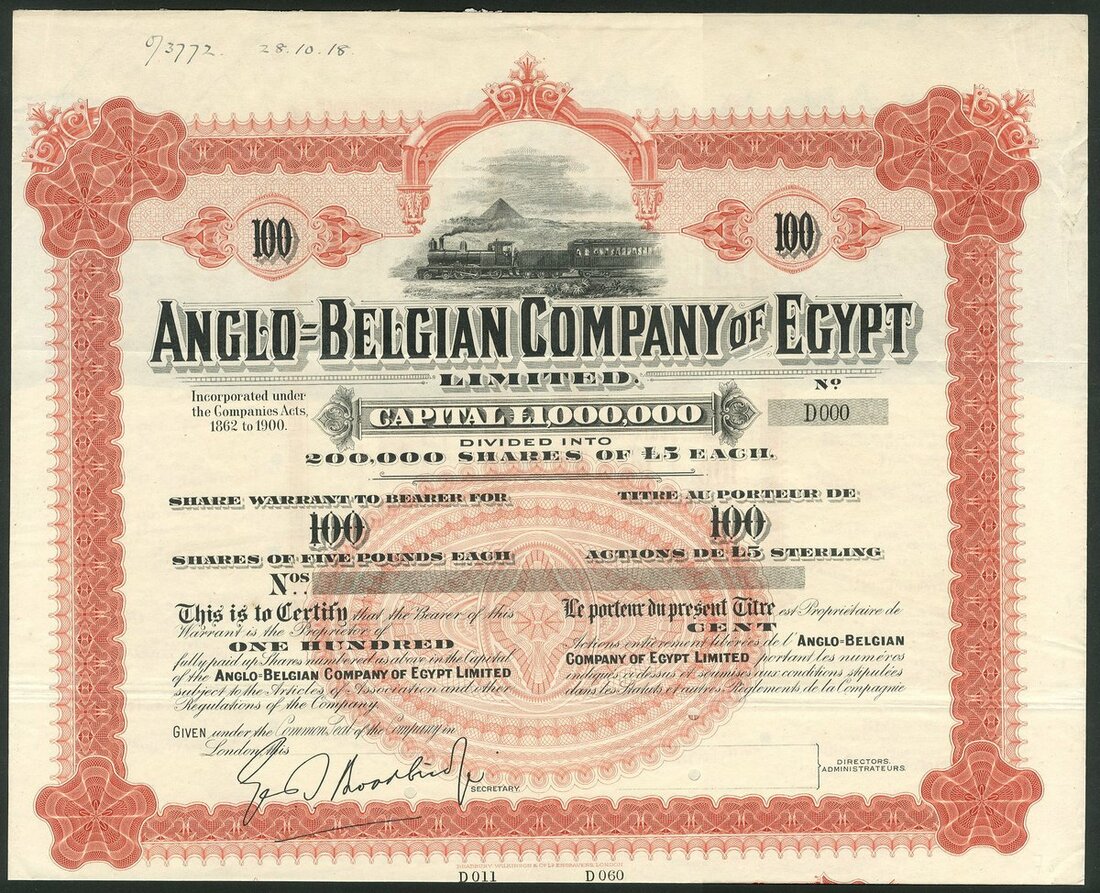 6/3772. 28.10.18.
100
100
ANGLO=BELGIAN COMPANY OF EGYPT
LIMITED.
Incorporated under
the Companies Acts,
1862 to 1900.
CAPITAL £1,000,000
DIVIDED INTO
200,000 SHARES OF £5 EACH.
No
D000
SHARE WARRANT TO BEARER FOR
100
SHARES OF FIVE POUNDS EACH
TITRE AU PORTEUR DE
100
ACTIONS DE £5 STERLING
Nos.
This is to Certify that the Bearer of this
Warrant is the Proprietor of
ONE HUNDRED
fully paid up Shares numbered as above in the Capital
of the ANGLO=BELGIAN COMPANY OF EGYPT LIMITED
subject to the Articles of Association and other
Regulations of the Company.
Le porteur du present Titre est Propriétaire de
CENT
Actions entièrement libérées de l'ANGLO=BELGIAN
COMPANY OF EGYPT LIMITED portant les numéros
indiqués ci dessus et soumises aux conditions stipulées
dans les Statuts et autres Règlements de la Compagnie
GIVEN under the Common Seal of the Company in
London, this
SECRETARY.
DIRECTORS.
ADMINISTRATEURS.
BRADBURY, WILKINSON & Co Ld ENGRAVERS, LONDON
D011 D060